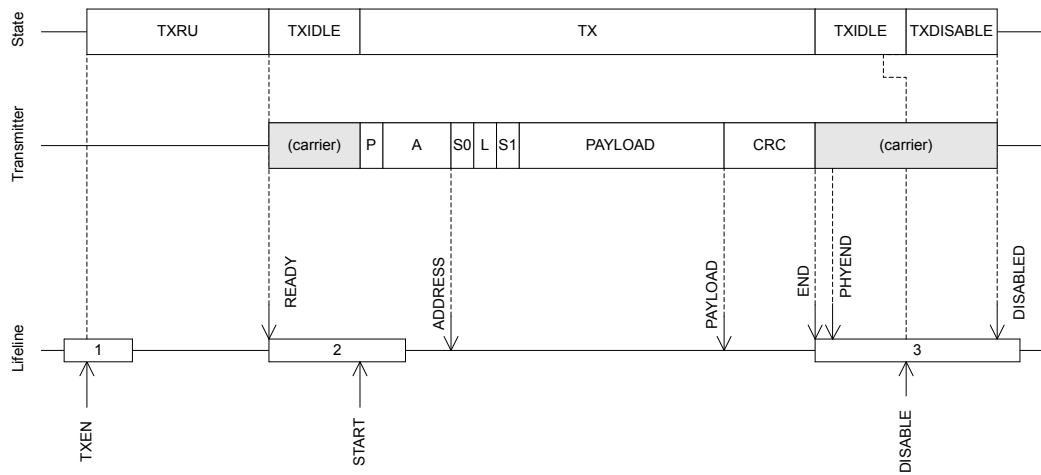 State
TXRU
TXIDLE
TX
TXIDLE
TXDISABLE
Transmitter
(carrier)
P
A
S0
L
S1
PAYLOAD
CRC
(carrier)
READY
ADDRESS
PAYLOAD
END
PHYEND
DISABLED
Lifeline
1
2
3
TXEN
START
DISABLE